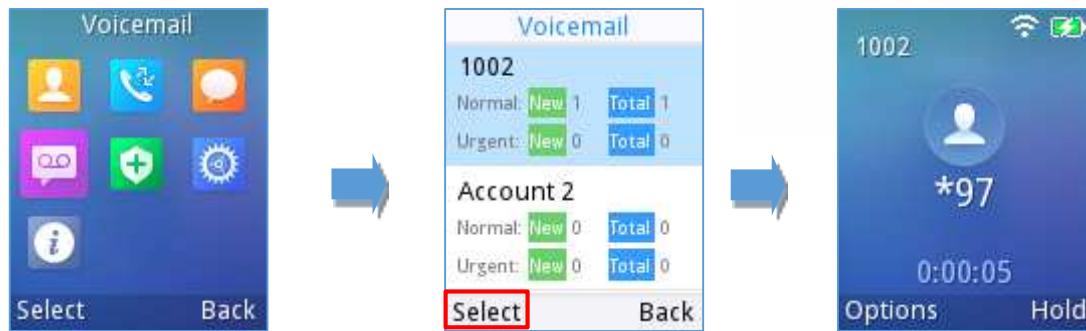 Voicemail
Select Back
Voicemail
1002
Normal: New 1 Total 1
Urgent: New 0 Total 0
Account 2
Normal: New 0 Total 0
Urgent: New 0 Total 0
Select Back
1002
*97
0:00:05
Options Hold